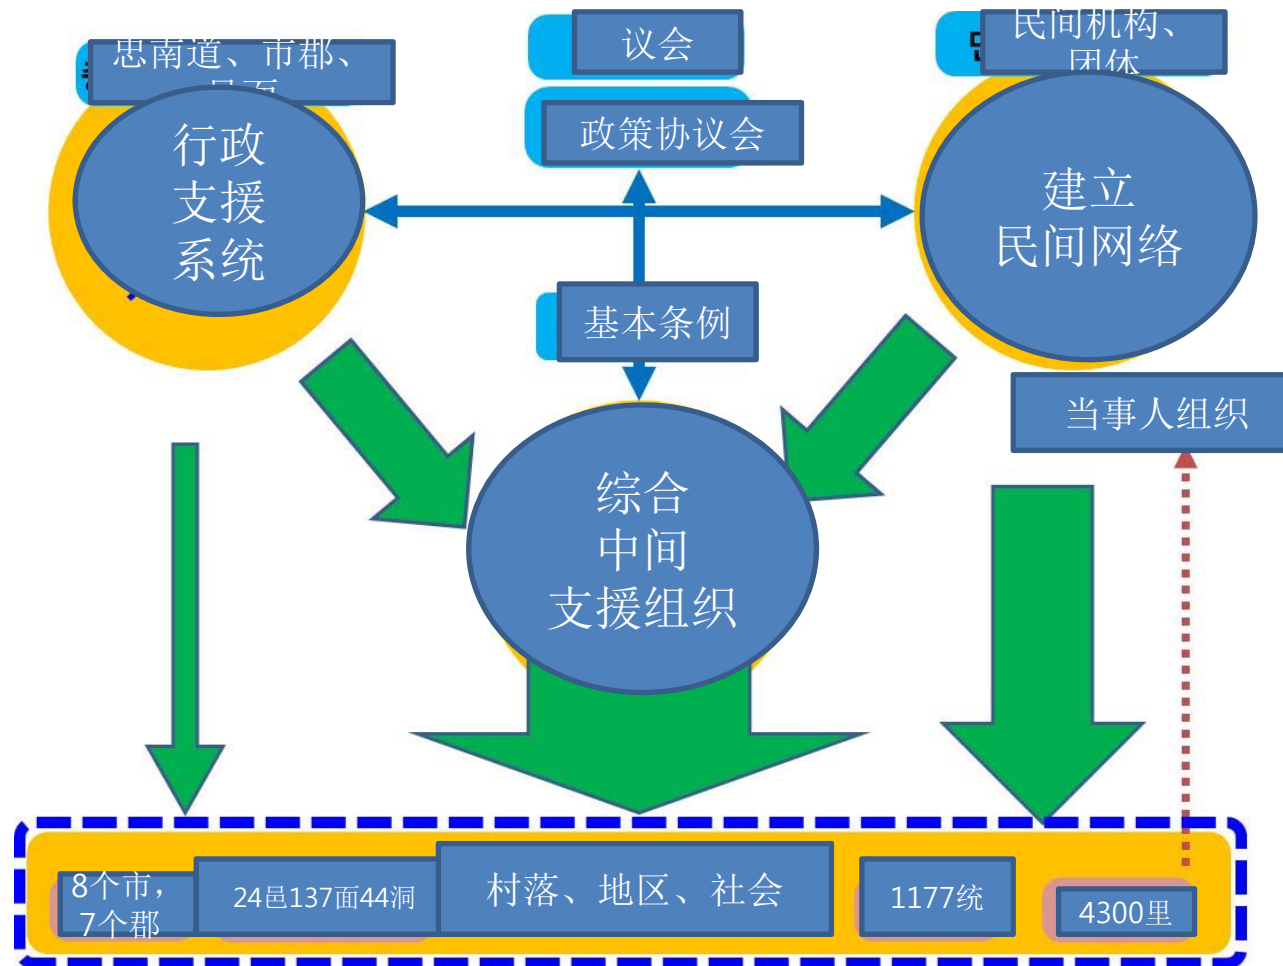 思南道、市郡、
议会
政策协议会
民间机构、
团体
行政
支援
系统
建立
民间网络
基本条例
当事人组织
综合
中间
支援组织
8个市，
7个郡
24邑137面44洞
村落、地区、社会
1177统
4300里